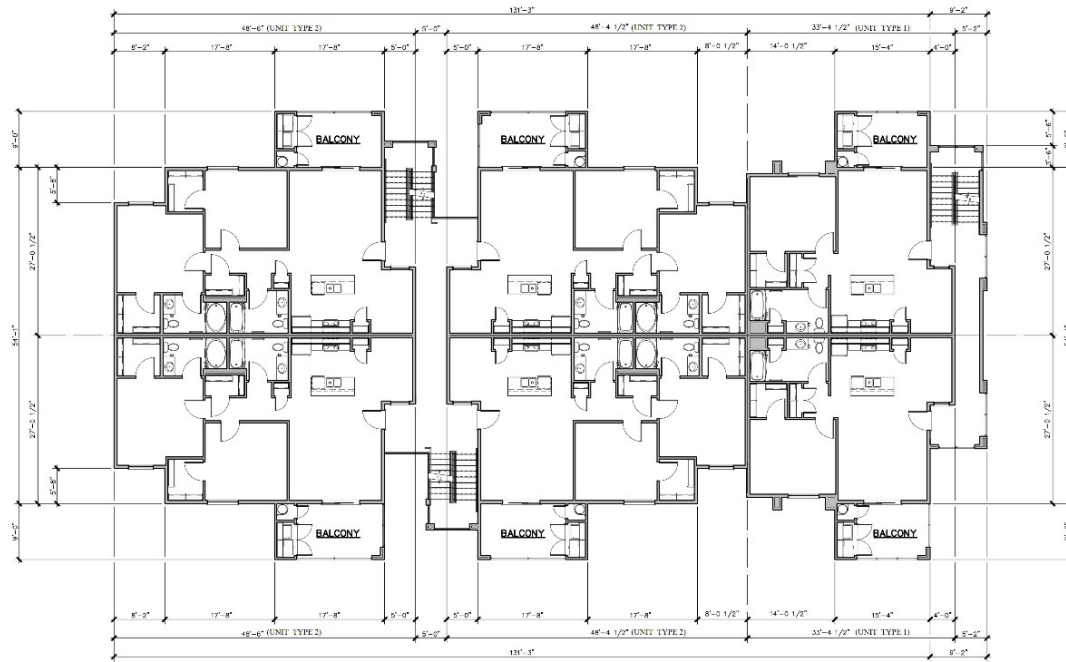 131'-3" 9'-2"
48'-6" (UNIT TYPE 2) 5'-0" 48'-4 1/2" (UNIT TYPE 2) 33'-4 1/2" (UNIT TYPE 1) 5'-2"
8'-2" 17'-8" 17'-8" 5'-0" 5'-0" 17'-8" 17'-8" 8'-0 1/2" 14'-0 1/2" 15'-4" 4'-0"
9'-0" 5'-6"
BALCONY BALCONY BALCONY
3'-6"
5'-8"
27'-0 1/2" 27'-0 1/2"
54'-1"
27'-0 1/2" 27'-0 1/2"
5'-8"
9'-0"
BALCONY BALCONY BALCONY
8'-2" 17'-8" 17'-8" 5'-0" 5'-0" 17'-8" 17'-8" 8'-0 1/2" 14'-0 1/2" 15'-4" 4'-0"
48'-6" (UNIT TYPE 2) 5'-0" 48'-4 1/2" (UNIT TYPE 2) 33'-4 1/2" (UNIT TYPE 1) 5'-2"
131'-3" 9'-2"